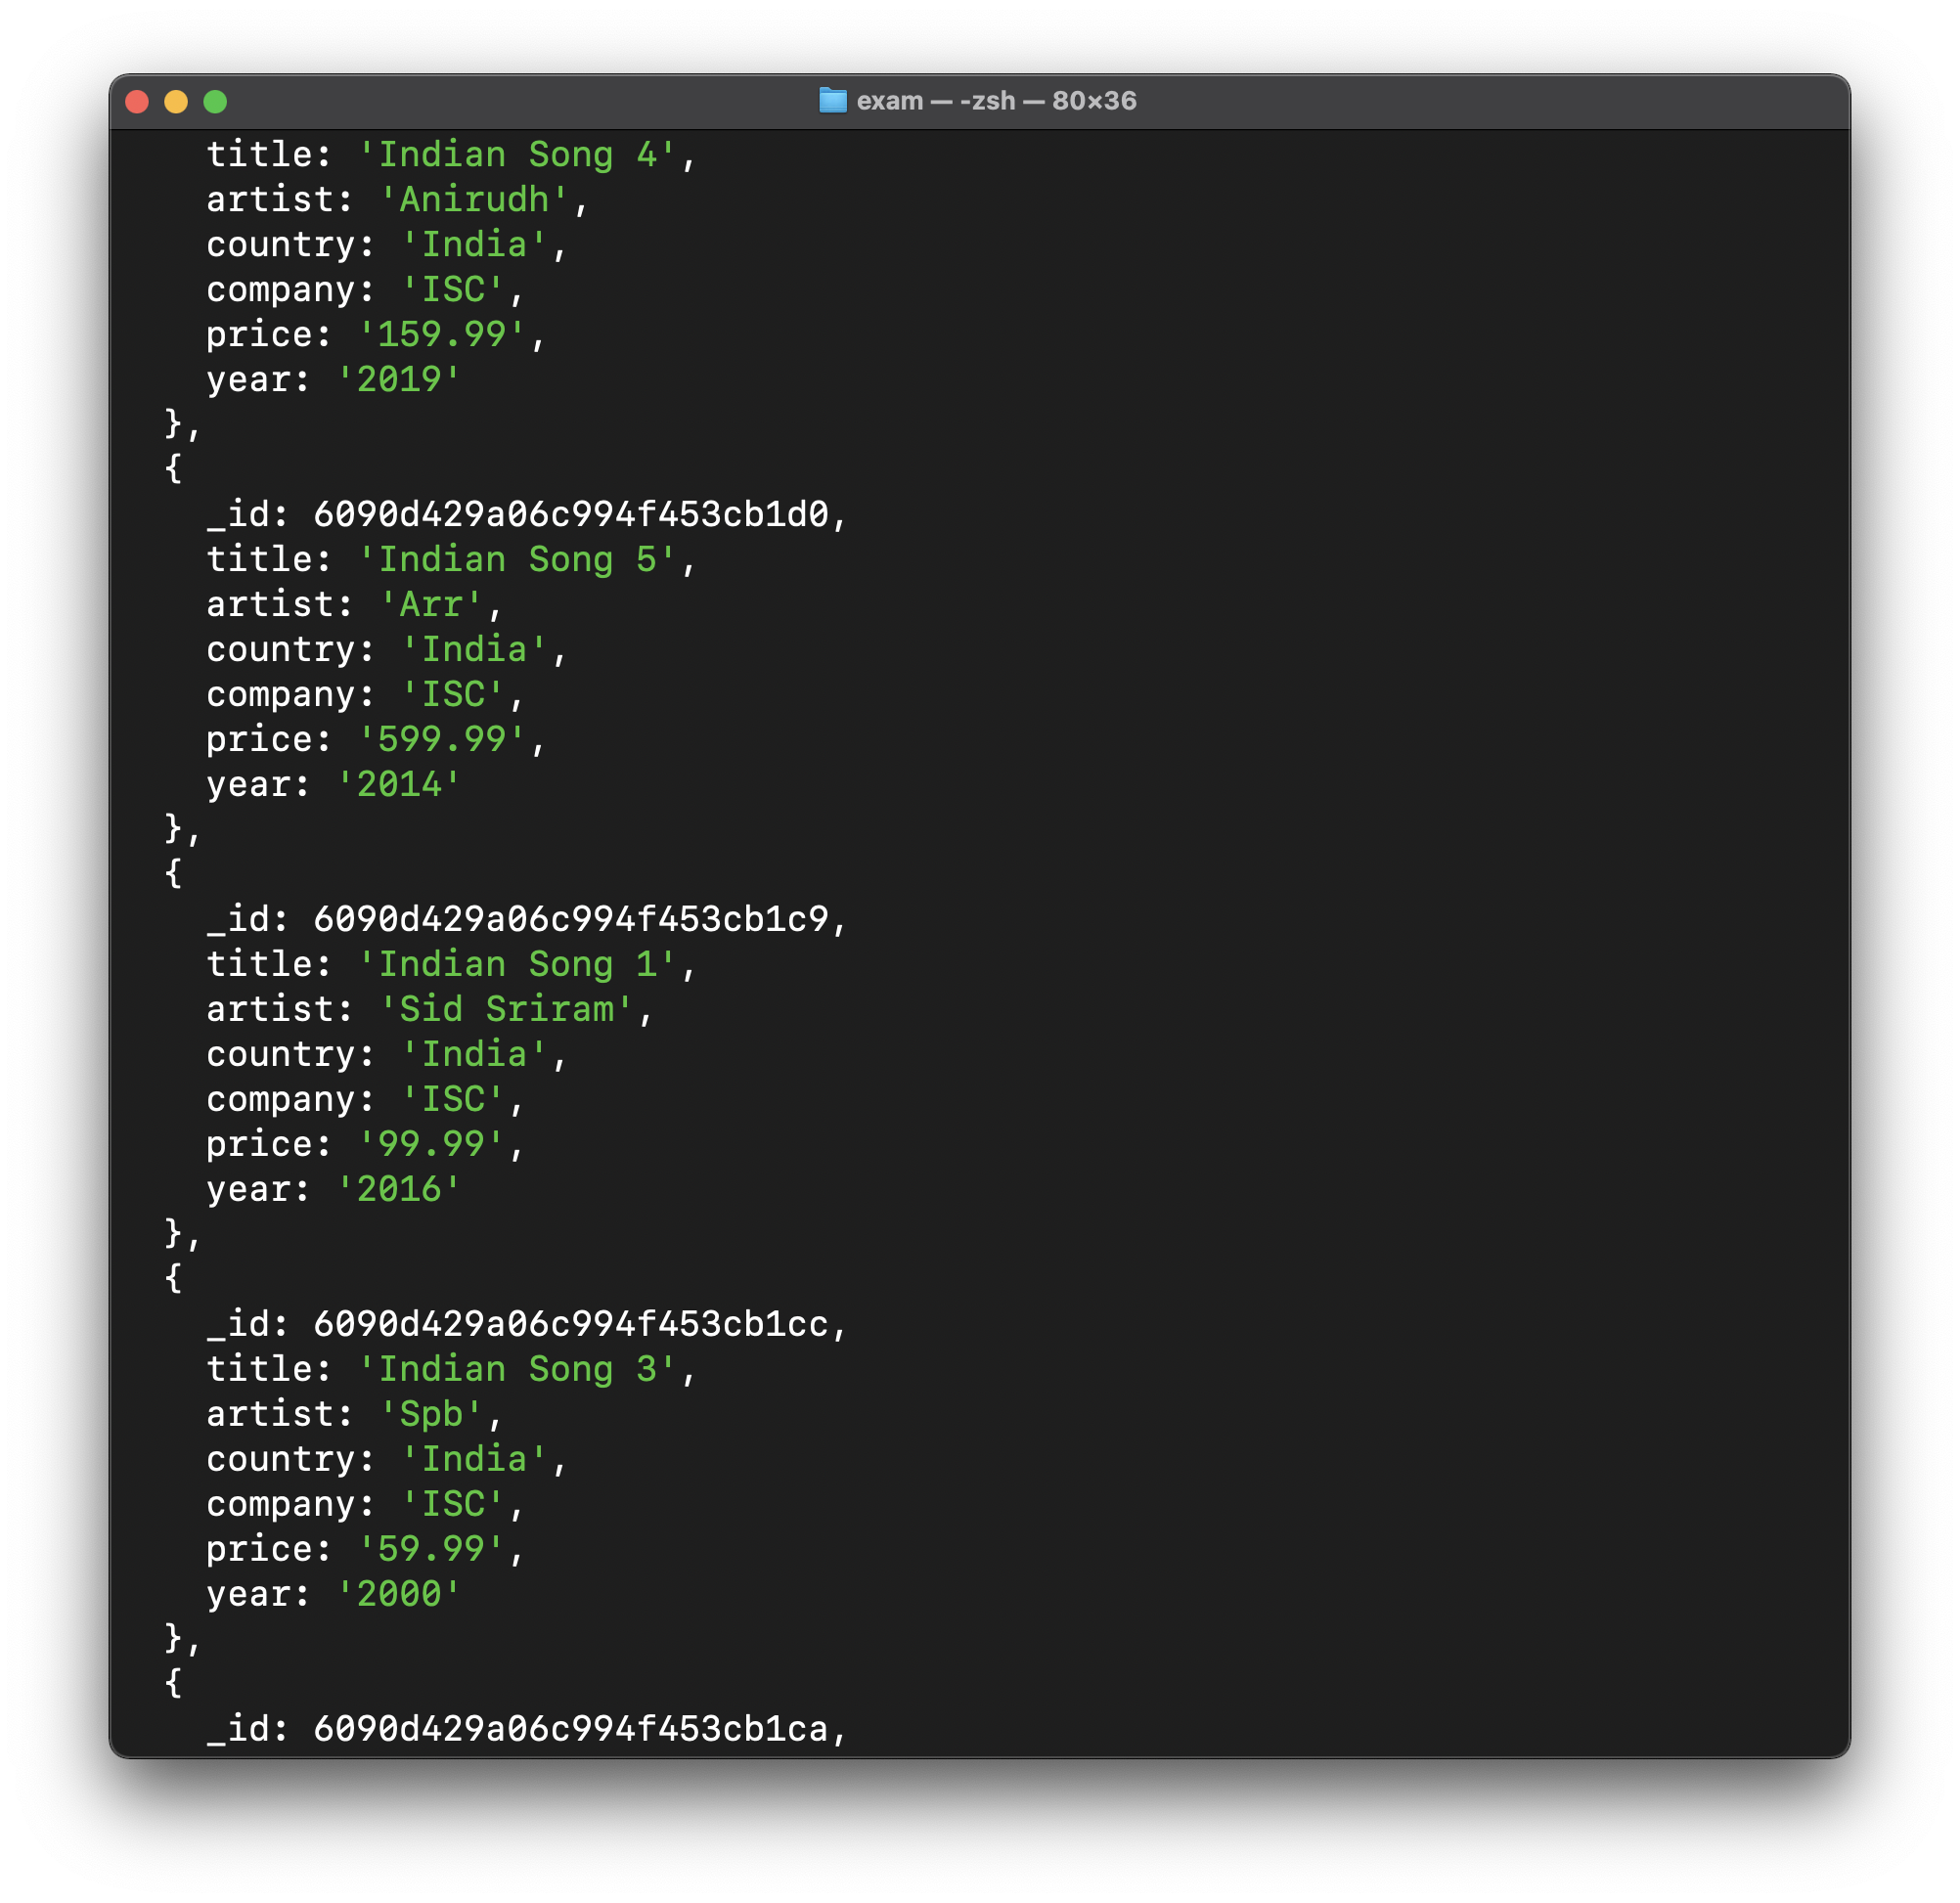 exam — -zsh — 80×36
title: 'Indian Song 4',
artist: 'Anirudh',
country: 'India',
company: 'ISC',
price: '159.99',
year: '2019'
},
{
_id: 6090d429a06c994f453cb1d0,
title: 'Indian Song 5',
artist: 'Arr',
country: 'India',
company: 'ISC',
price: '599.99',
year: '2014'
},
{
_id: 6090d429a06c994f453cb1c9,
title: 'Indian Song 1',
artist: 'Sid Sriram',
country: 'India',
company: 'ISC',
price: '99.99',
year: '2016'
},
{
_id: 6090d429a06c994f453cb1cc,
title: 'Indian Song 3',
artist: 'Spb',
country: 'India',
company: 'ISC',
price: '59.99',
year: '2000'
},
{
_id: 6090d429a06c994f453cb1ca,